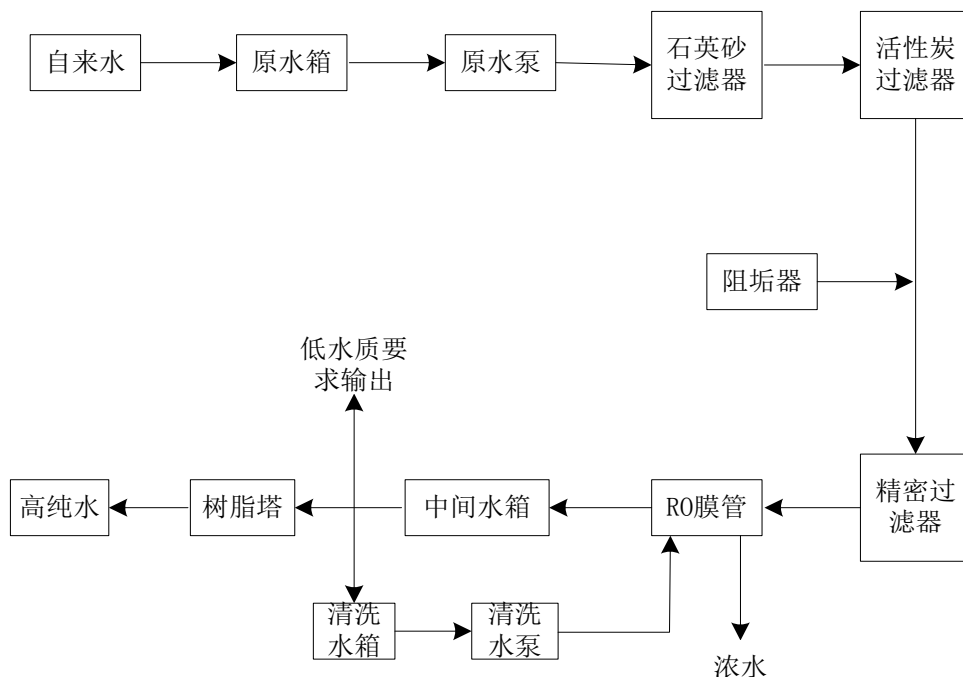 自来水
原水箱
原水泵
石英砂
过滤器
活性炭
过滤器
阻垢器
低水质要
求输出
高纯水
树脂塔
中间水箱
RO膜管
精密过
滤器
清洗
水箱
清洗
水泵
浓水